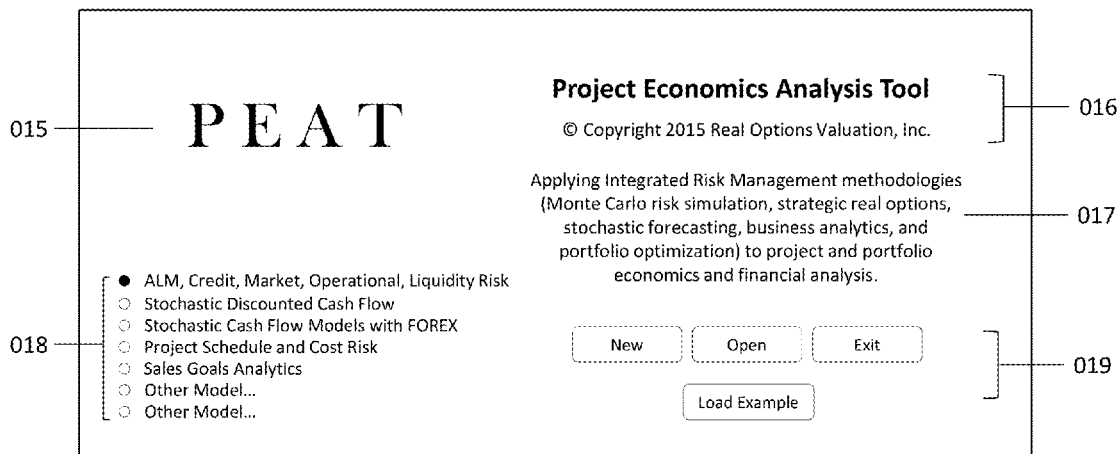 015
PEAT
Project Economics Analysis Tool
© Copyright 2015 Real Options Valuation, Inc.
016
Applying Integrated Risk Management methodologies
(Monte Carlo risk simulation, strategic real options,
stochastic forecasting, business analytics, and
portfolio optimization) to project and portfolio
economics and financial analysis.
017
018
ALM, Credit, Market, Operational, Liquidity Risk
Stochastic Discounted Cash Flow
Stochastic Cash Flow Models with FOREX
Project Schedule and Cost Risk
Sales Goals Analytics
Other Model...
Other Model...
New Open Exit
Load Example
019